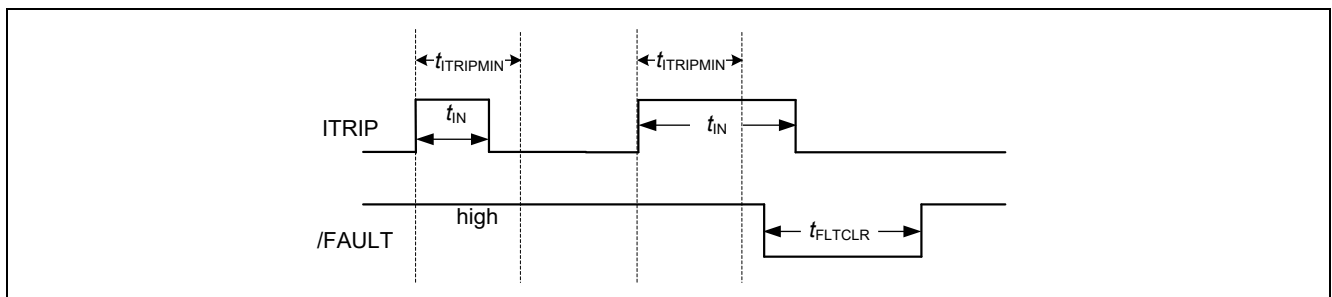 tITRIPMIN tITRIPMIN
ITRIP tIN tIN
high
/FAULT tFLTCLR